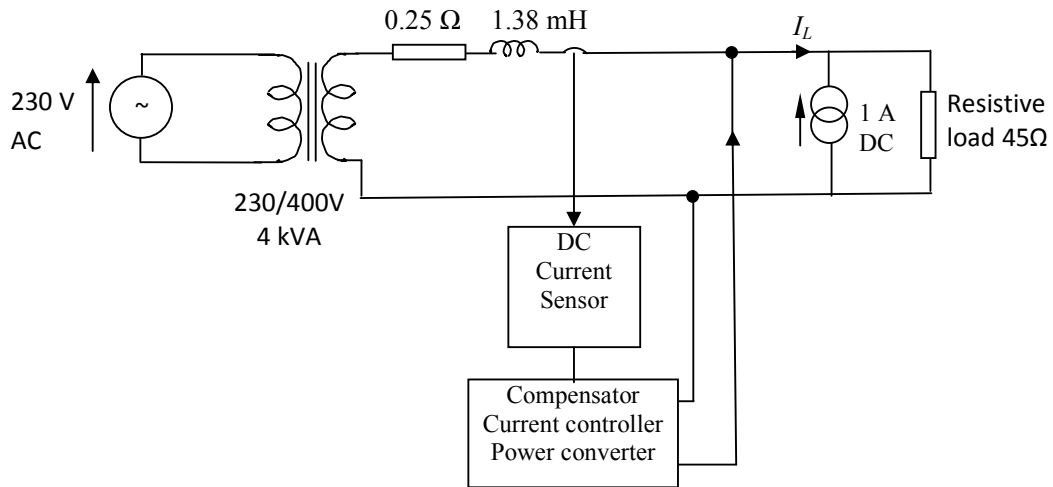 0.25 Ω
1.38 mH
I_L
230 V
AC
~
1 A
DC
Resistive
load 45Ω
230/400V
4 kVA
DC
Current
Sensor
Compensator
Current controller
Power converter